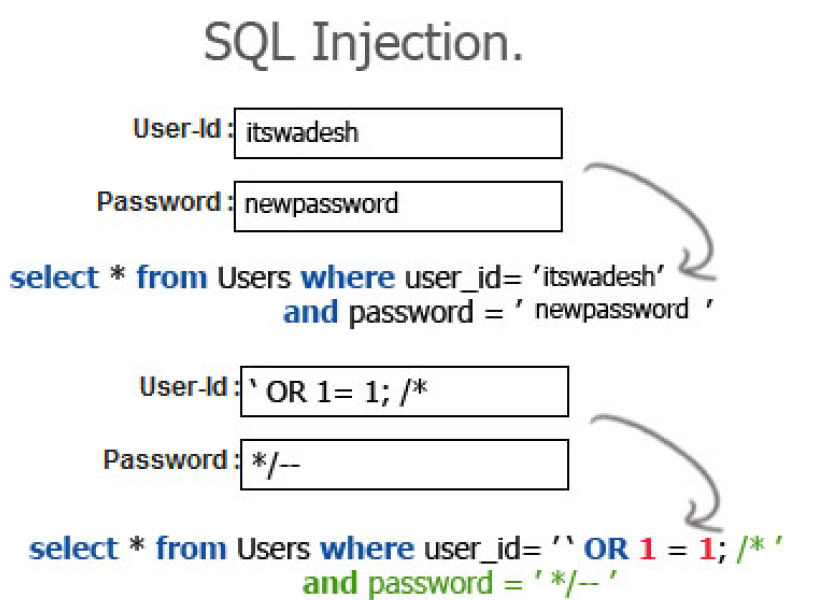 SQL Injection.
User-Id : itswadesh
Password : newpassword
select * from Users where user_id= 'itswadesh'
and password = ' newpassword '
User-Id : ` OR 1= 1; /*
Password : */--
select * from Users where user_id= '` OR 1 = 1; /* '
and password = ' */-- '